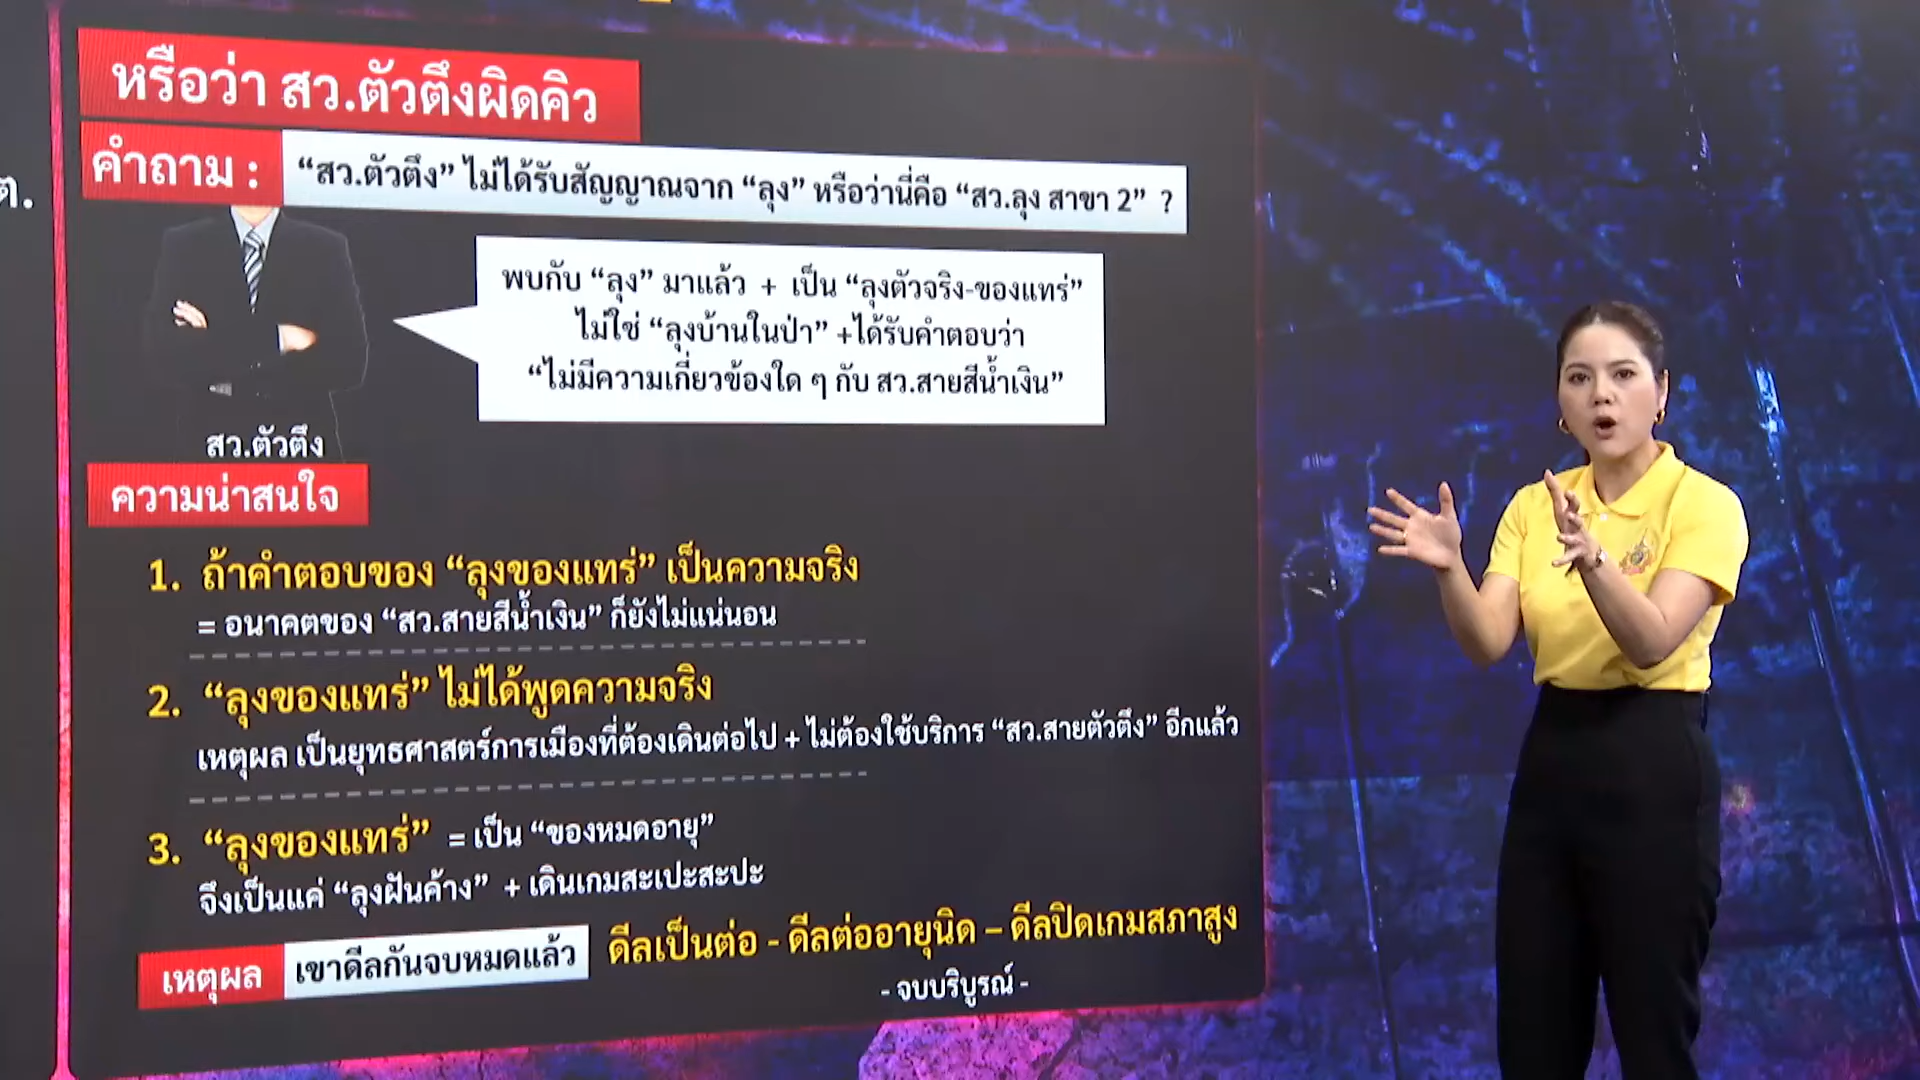 หรือว่า สว.ตัวตึงผิดคิว
ต.
คำถาม : “สว.ตัวตึง” ไม่ได้รับสัญญาณจาก “ลุง” หรือว่านี่คือ “สว.ลุง สาขา 2” ?
พบกับ “ลุง” มาแล้ว + เป็น “ลุงตัวจริง-ของแทร่”
ไม่ใช่ “ลุงบ้านในป่า” +ได้รับคำตอบว่า
“ไม่มีความเกี่ยวข้องใด ๆ กับ สว.สายสีน้ำเงิน”
สว.ตัวตึง
ความน่าสนใจ
1. ถ้าคำตอบของ “ลุงของแทร่” เป็นความจริง
= อนาคตของ “สว.สายสีน้ำเงิน” ก็ยังไม่แน่นอน
2. “ลุงของแทร่” ไม่ได้พูดความจริง
เหตุผล เป็นยุทธศาสตร์การเมืองที่ต้องเดินต่อไป + ไม่ต้องใช้บริการ “สว.สายตัวตึง” อีกแล้ว
3. “ลุงของแทร่” = เป็น “ของหมดอายุ”
จึงเป็นแค่ “ลุงฝันค้าง” + เดินเกมสะเปะสะปะ
เหตุผล เขาดีลกันจบหมดแล้ว ดีลเป็นต่อ - ดีลต่ออายุนิด – ดีลปิดเกมสภาสูง
- จบบริบูรณ์ -